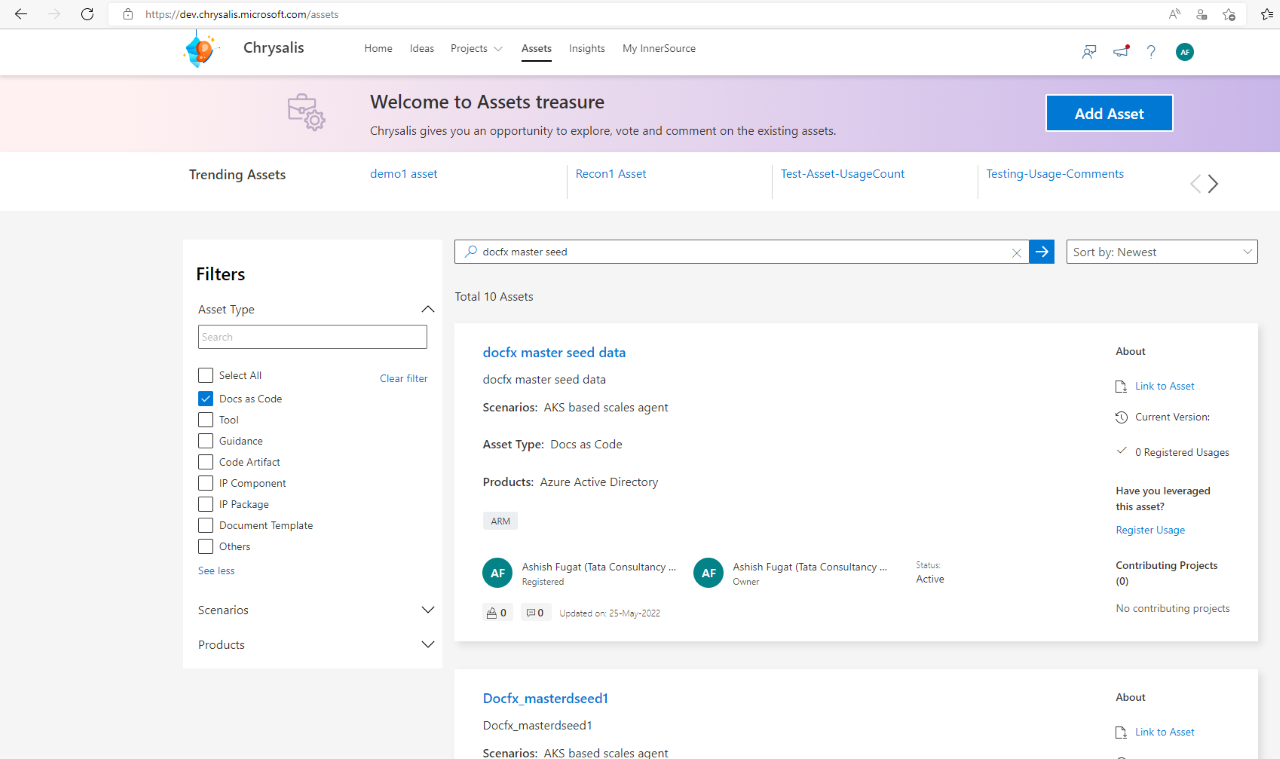 https://dev.chrysalis.microsoft.com/assets
Chrysalis
Home Ideas Projects Assets Insights My InnerSource
AF
Welcome to Assets treasure
Chrysalis gives you an opportunity to explore, vote and comment on the existing assets.
Add Asset
Trending Assets
demo1 asset
Recon1 Asset
Test-Asset-UsageCount
Testing-Usage-Comments
Filters
Asset Type
Search
Select All
Clear filter
Docs as Code
Tool
Guidance
Code Artifact
IP Component
IP Package
Document Template
Others
See less
Scenarios
Products
docfx master seed
Sort by: Newest
Total 10 Assets
docfx master seed data
docfx master seed data
Scenarios: AKS based scales agent
Asset Type: Docs as Code
Products: Azure Active Directory
ARM
AF
Ashish Fugat (Tata Consultancy ...
Registered
AF
Ashish Fugat (Tata Consultancy ...
Owner
Status:
Active
0
0
Updated on: 25-May-2022
About
Link to Asset
Current Version:
0 Registered Usages
Have you leveraged
this asset?
Register Usage
Contributing Projects
(0)
No contributing projects
Docfx_masterdseed1
Docfx_masterdseed1
Scenarios: AKS based scales agent
About
Link to Asset